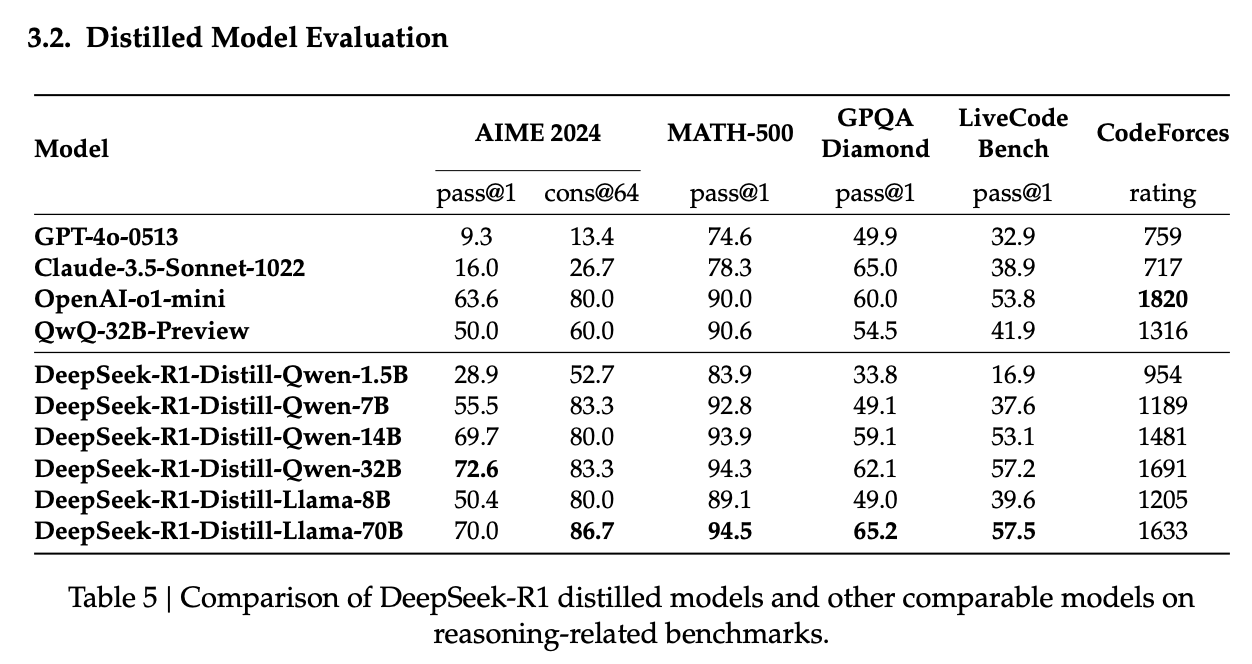 3.2. Distilled Model Evaluation
Model AIME 2024 MATH-500 GPQA Diamond LiveCode Bench CodeForces
pass@1 cons@64 pass@1 pass@1 pass@1 rating
GPT-4o-0513 9.3 13.4 74.6 49.9 32.9 759
Claude-3.5-Sonnet-1022 16.0 26.7 78.3 65.0 38.9 717
OpenAI-o1-mini 63.6 80.0 90.0 60.0 53.8 1820
QwQ-32B-Preview 50.0 60.0 90.6 54.5 41.9 1316
DeepSeek-R1-Distill-Qwen-1.5B 28.9 52.7 83.9 33.8 16.9 954
DeepSeek-R1-Distill-Qwen-7B 55.5 83.3 92.8 49.1 37.6 1189
DeepSeek-R1-Distill-Qwen-14B 69.7 80.0 93.9 59.1 53.1 1481
DeepSeek-R1-Distill-Qwen-32B 72.6 83.3 94.3 62.1 57.2 1691
DeepSeek-R1-Distill-Llama-8B 50.4 80.0 89.1 49.0 39.6 1205
DeepSeek-R1-Distill-Llama-70B 70.0 86.7 94.5 65.2 57.5 1633
Table 5 | Comparison of DeepSeek-R1 distilled models and other comparable models on
reasoning-related benchmarks.